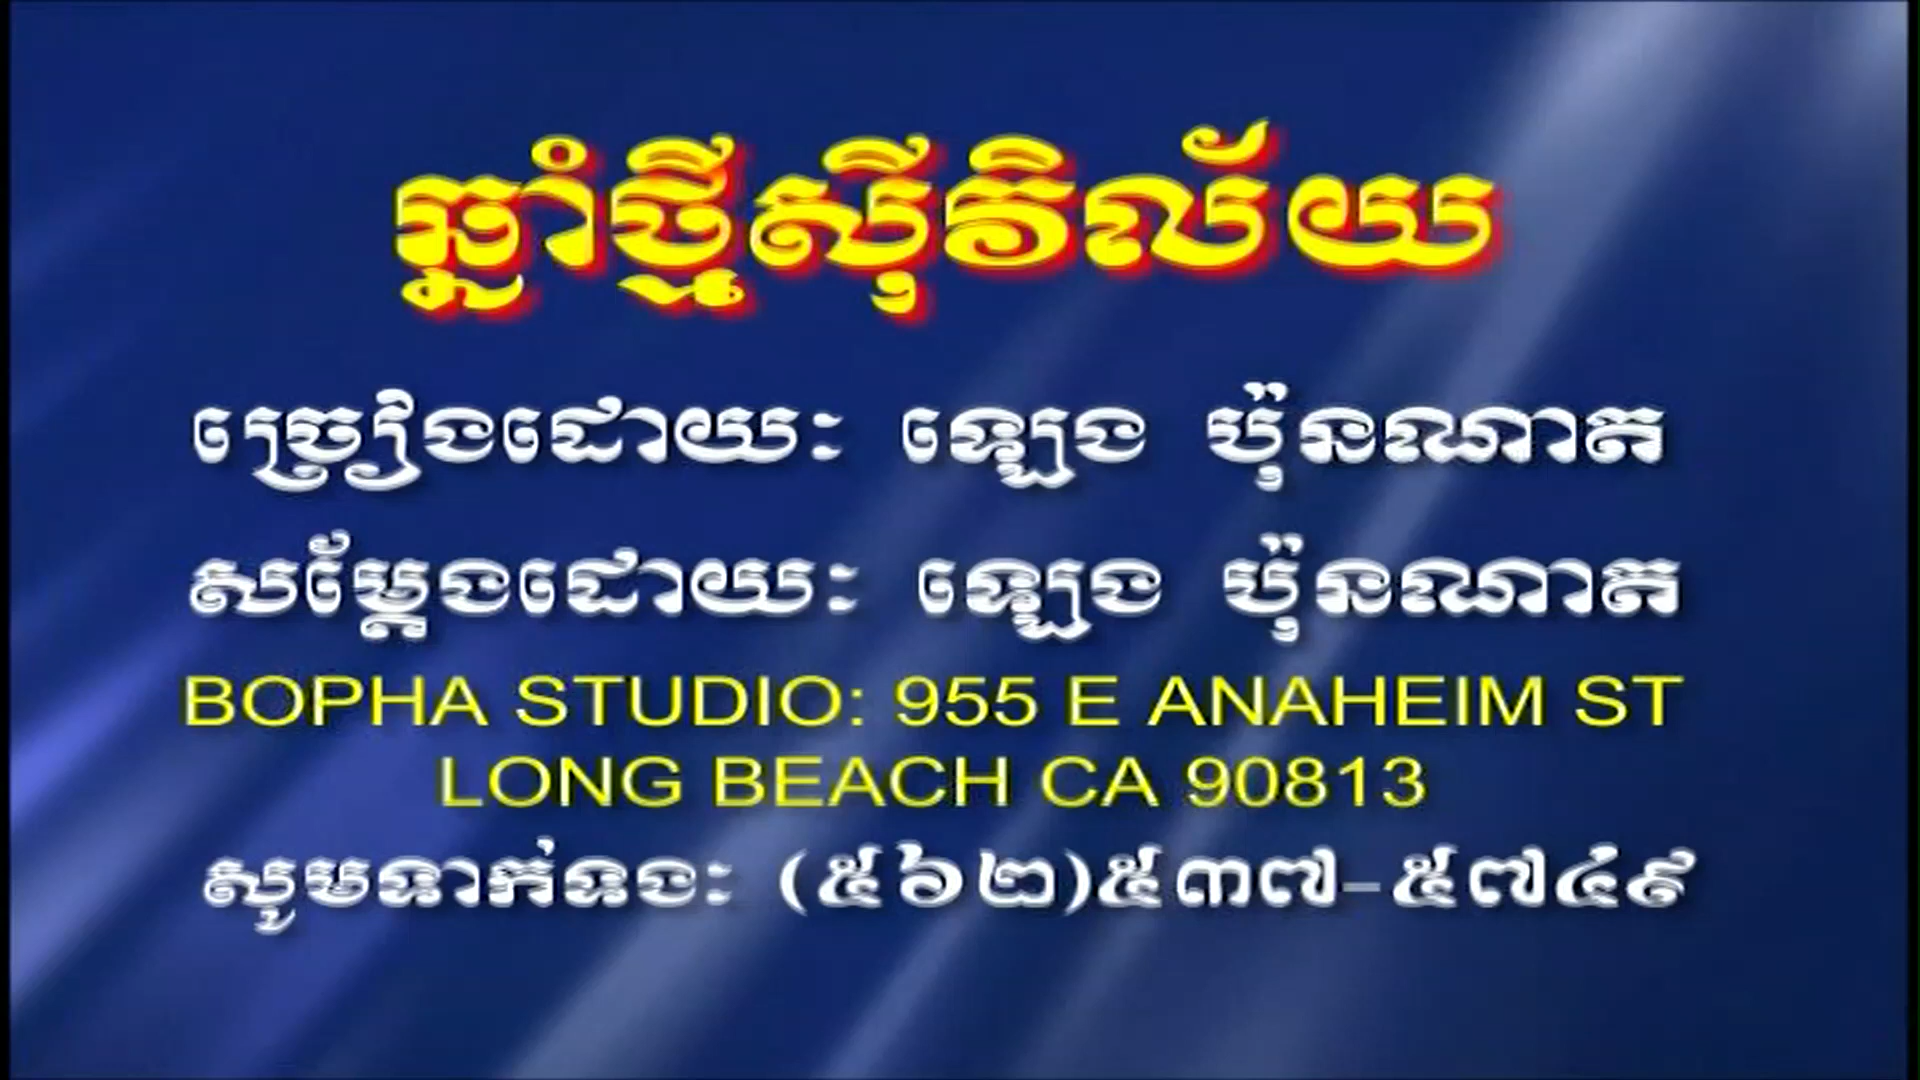 ឆ្នាំថ្មីស៊ីវិល័យ
ច្រៀងដោយៈ ឡេង ប៉ុនណាត
សម្ដែងដោយៈ ឡេង ប៉ុនណាត
BOPHA STUDIO: 955 E ANAHEIM ST
LONG BEACH CA 90813
សូមទាក់ទងៈ (៥៦២)៥៣៧-៥៧៤៩